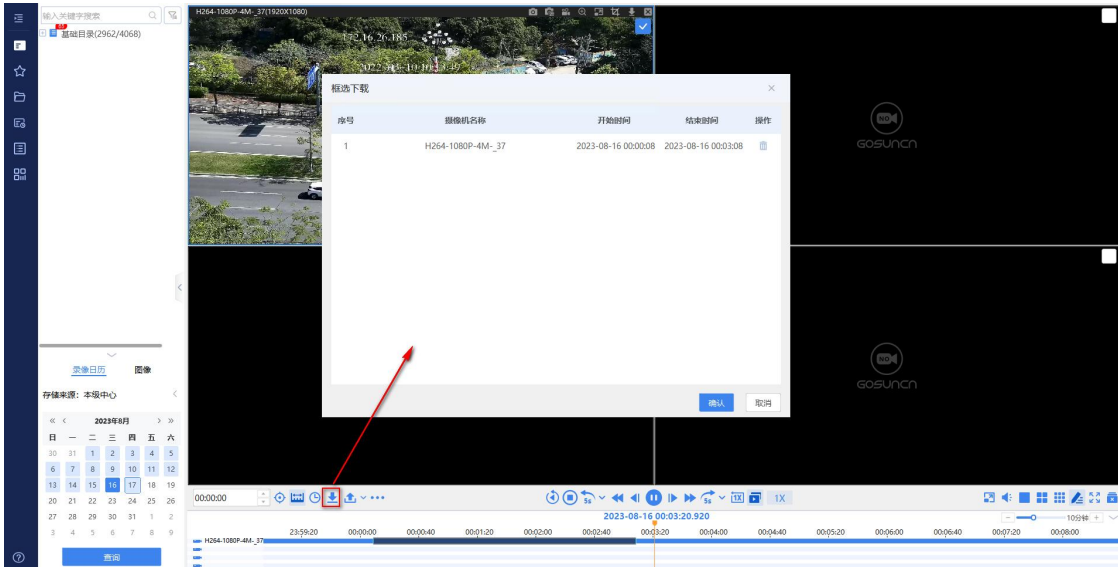 输入关键字搜索
基础目录(2962/4068)
H264-1080P-4M-_37(1920X1080)
172.16.26.185
框选下载
序号 摄像机名称 开始时间 结束时间 操作
1 H264-1080P-4M-_37 2023-08-16 00:00:08 2023-08-16 00:03:08
确认 取消
NO
GOSUNCN
NO
GOSUNCN
录像日历 图像
存储来源: 本级中心
2023年8月
日 一 二 三 四 五 六
30 31 1 2 3 4 5
6 7 8 9 10 11 12
13 14 15 16 17 18 19
20 21 22 23 24 25 26
27 28 29 30 31 1 2
3 4 5 6 7 8 9
查询
00:00:00 5s 5s 1X 1X
2023-08-16 00:03:20.920
10分钟
23:59:20 00:00:00 00:00:40 00:01:20 00:02:00 00:02:40 00:03:20 00:04:00 00:04:40 00:05:20 00:06:00 00:06:40 00:07:20 00:08:00
H264-1080P-4M-_37